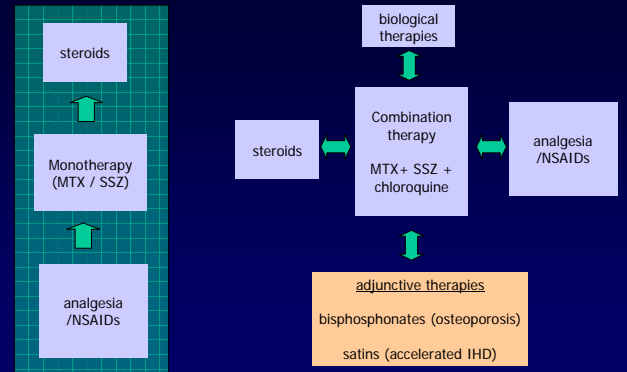 steroids
Monotherapy
(MTX / SSZ)
analgesia
/NSAIDs
biological
therapies
steroids
Combination
therapy
MTX+ SSZ +
chloroquine
analgesia
/NSAIDs
adjunctive therapies
bisphosphonates (osteoporosis)
satins (accelerated IHD)